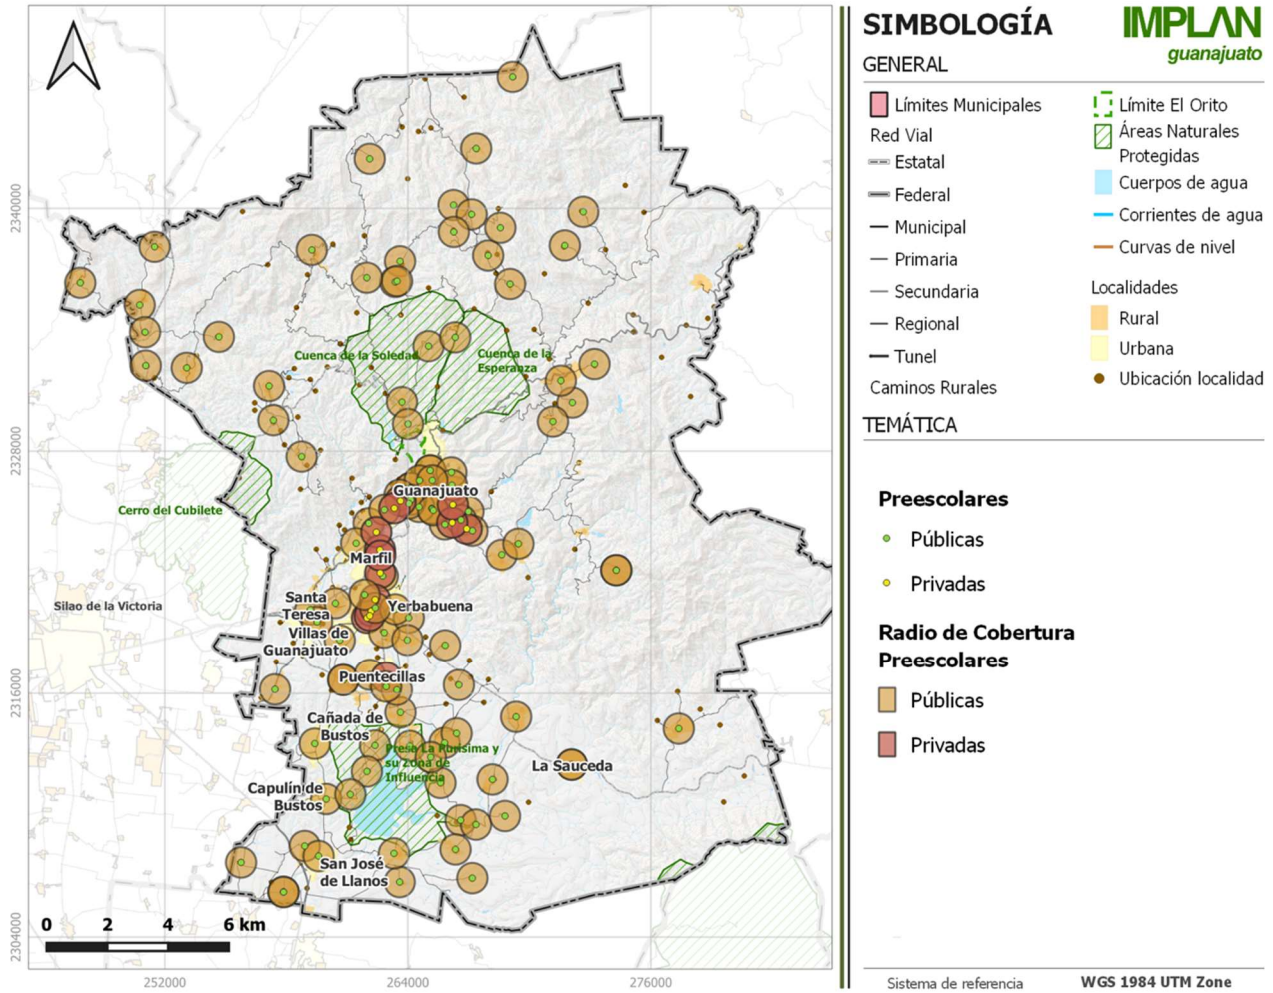 2340000
2328000
2316000
2304000
252000
264000
276000
Cuenca de la Soledad
Cuenca de la
Esperanza
Cerro del Cubilete
Guanajuato
Marfil
Silao de la Victoria
Santa
Teresa
Yerbabuena
Villas de
Guanajuato
Puentecillas
Cañada de
Bustos
Presa La Purísima y
su Zona de
Influencia
La Sauceda
Capulín de
Bustos
San José
de Llanos
0 2 4 6 km
SIMBOLOGÍA
IMPLAN
guanajuato
GENERAL
Límites Municipales
Red Vial
Estatal
Federal
Municipal
Primaria
Secundaria
Regional
Tunel
Caminos Rurales
Límite El Orito
Áreas Naturales
Protegidas
Cuerpos de agua
Corrientes de agua
Curvas de nivel
Localidades
Rural
Urbana
Ubicación localidad
TEMÁTICA
Preescolares
Públicas
Privadas
Radio de Cobertura
Preescolares
Públicas
Privadas
Sistema de referencia WGS 1984 UTM Zone